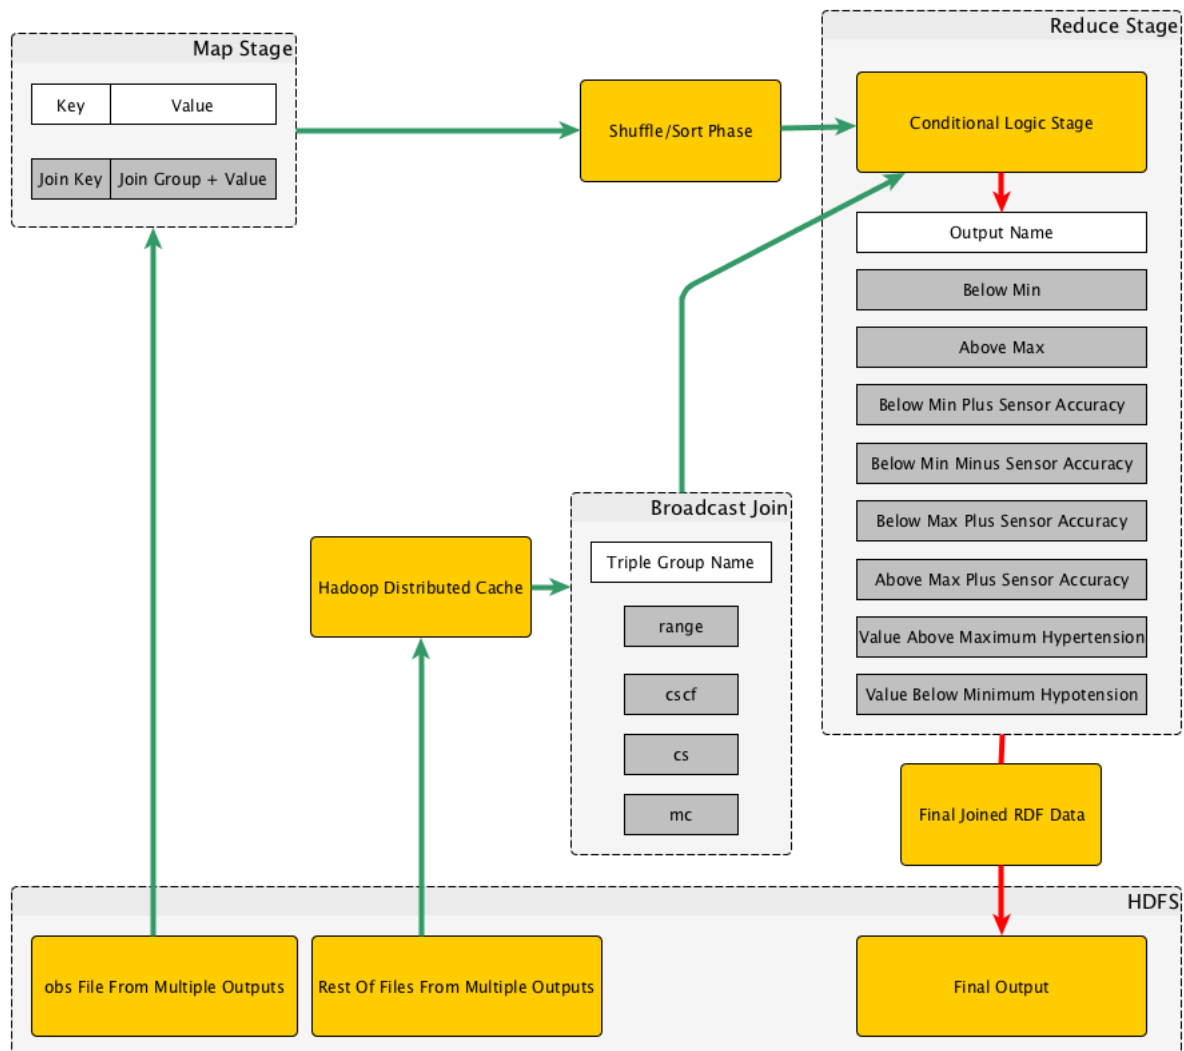 Map Stage
Key
Value
Join Key
Join Group + Value
Shuffle/Sort Phase
Reduce Stage
Conditional Logic Stage
Output Name
Below Min
Above Max
Below Min Plus Sensor Accuracy
Below Min Minus Sensor Accuracy
Below Max Plus Sensor Accuracy
Above Max Plus Sensor Accuracy
Value Above Maximum Hypertension
Value Below Minimum Hypotension
Broadcast Join
Triple Group Name
range
cscf
cs
mc
Hadoop Distributed Cache
Final Joined RDF Data
HDFS
obs File From Multiple Outputs
Rest Of Files From Multiple Outputs
Final Output